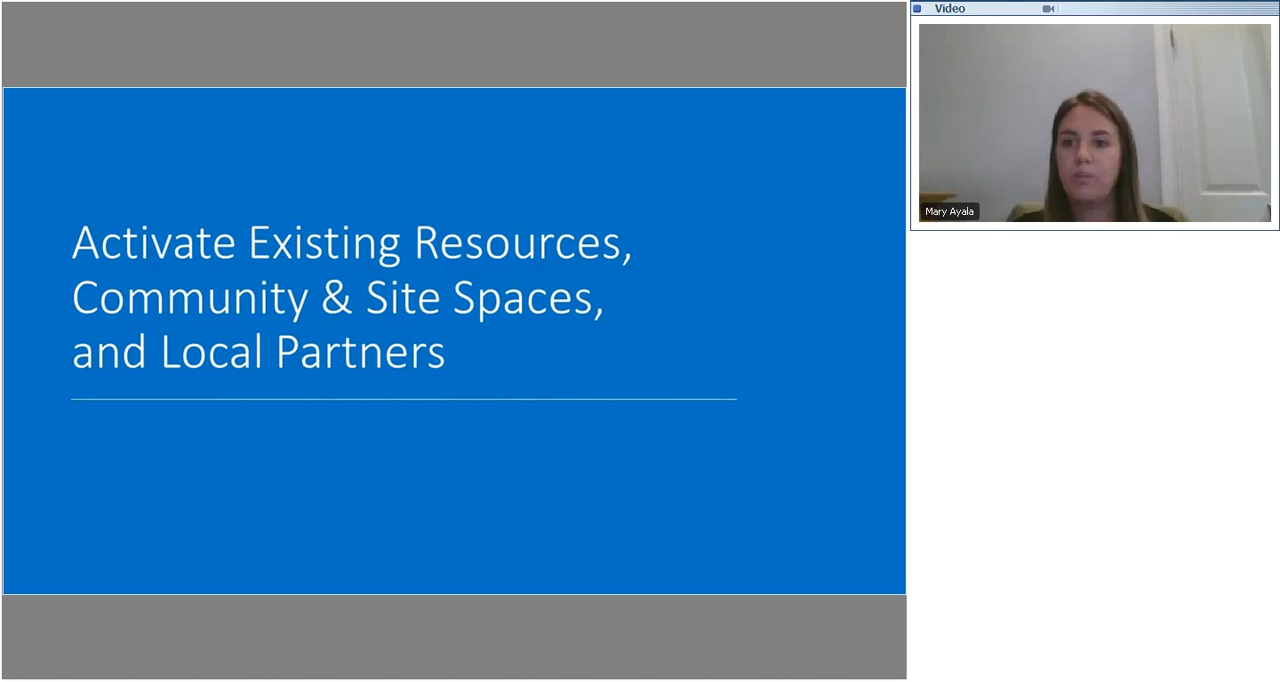 Activate Existing Resources,
Community & Site Spaces,
and Local Partners
Video
Mary Ayala